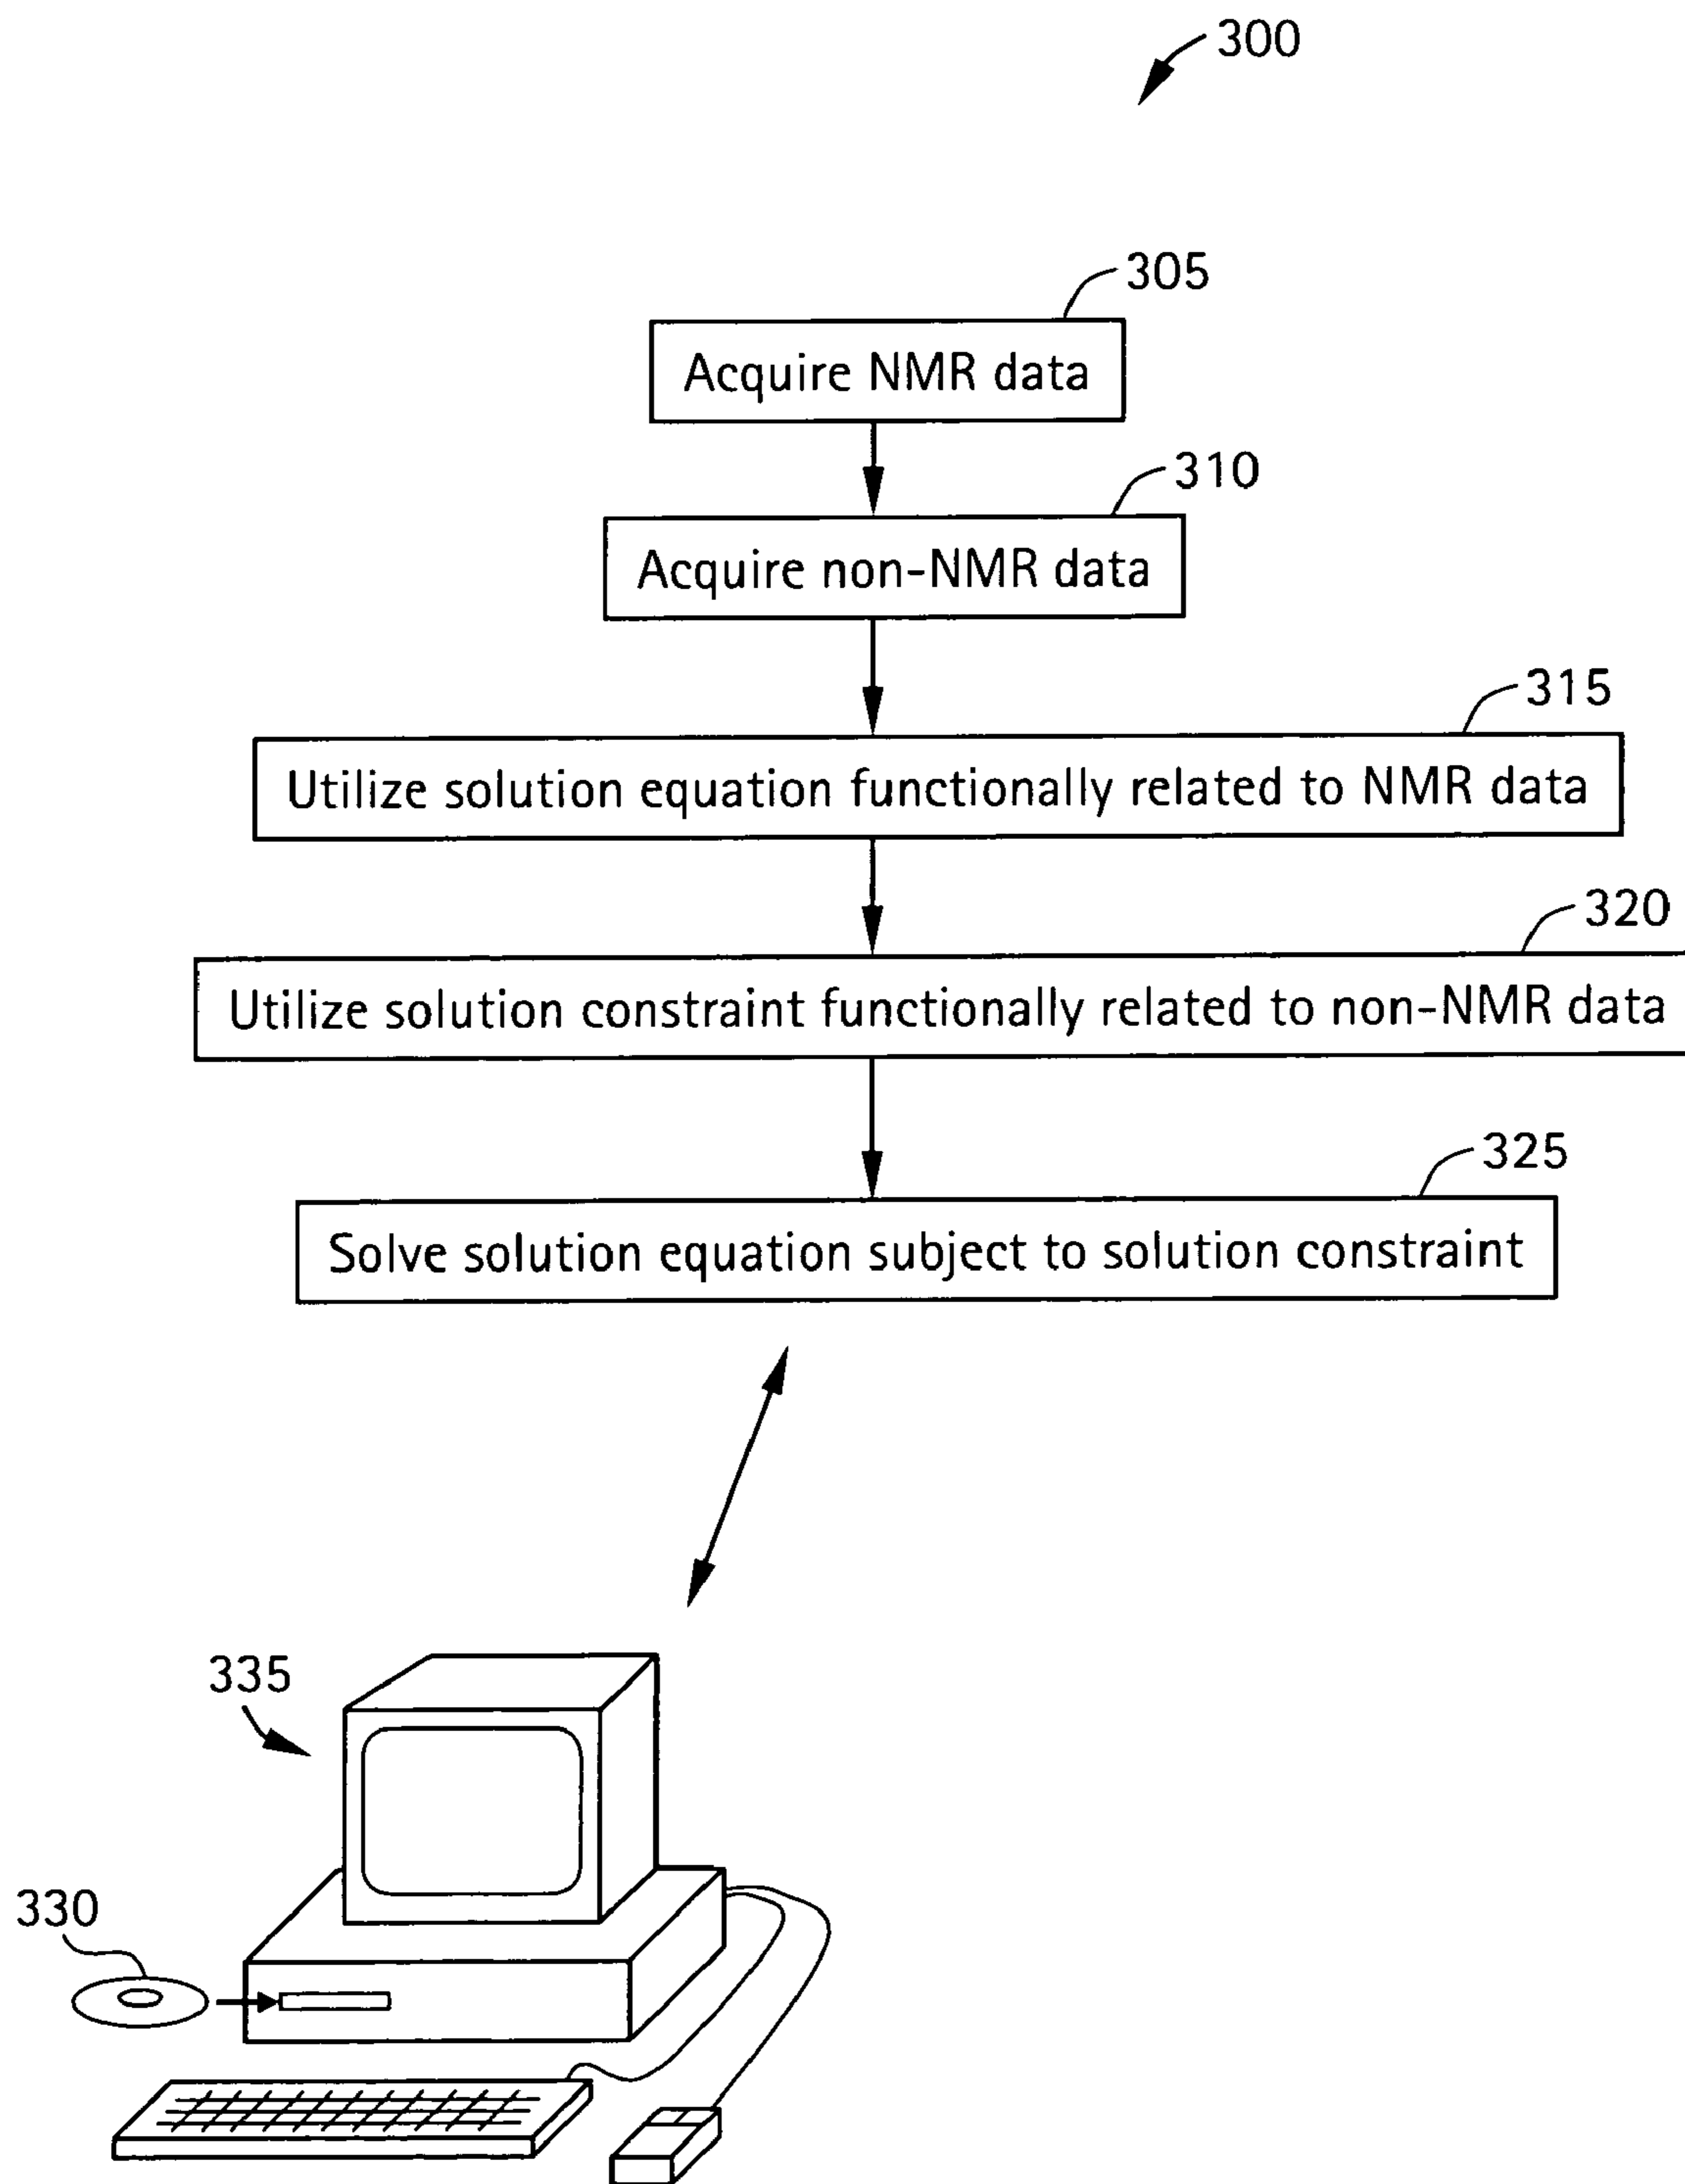 300
305
Acquire NMR data
310
Acquire non-NMR data
315
Utilize solution equation functionally related to NMR data
320
Utilize solution constraint functionally related to non-NMR data
325
Solve solution equation subject to solution constraint
335
330